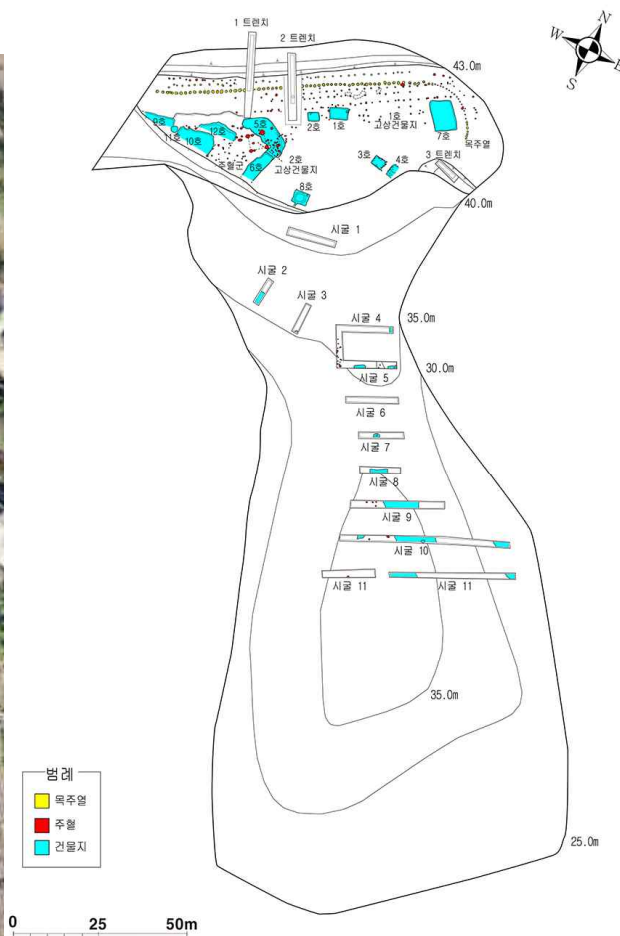 1 트렌치
2 트렌치
N
W
E
S
43.0m
9호
11호
10호
12호
5호
2호
1호
1호
고상건물지
7호
목주열
주혈군
6호
2호
고상건물지
3호
4호
3 트렌치
8호
40.0m
시굴 1
시굴 2
시굴 3
시굴 4
35.0m
시굴 5
30.0m
시굴 6
시굴 7
시굴 8
시굴 9
시굴 10
시굴 11
시굴 11
35.0m
범례
목주열
주혈
건물지
25.0m
0 25 50m